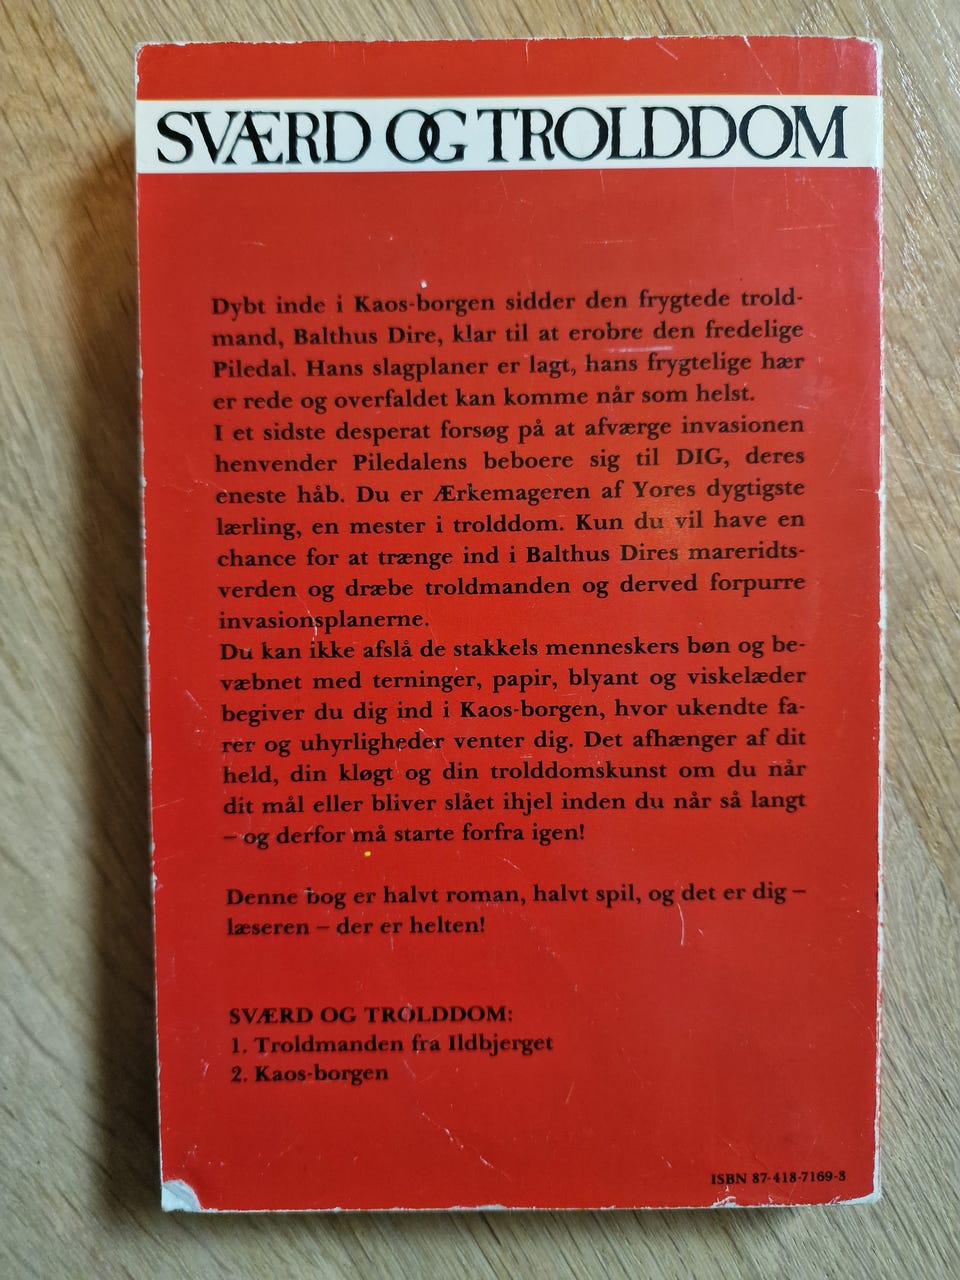 SVÆRD OG TROLDDOM
Dybt inde i Kaos-borgen sidder den frygtede trold-
mand, Balthus Dire, klar til at erobre den fredelige
Piledal. Hans slagplaner er lagt, hans frygtelige hær
er rede og overfaldet kan komme når som helst.
I et sidste desperat forsøg på at afværge invasionen
henvender Piledalens beboere sig til DIG, deres
eneste håb. Du er Ærkemageren af Yores dygtigste
lærling, en mester i trolddom. Kun du vil have en
chance for at trænge ind i Balthus Dires mareridts-
verden og dræbe troldmanden og derved forpurre
invasionsplanerne.
Du kan ikke afslå de stakkels menneskers bøn og be-
væbnet med terninger, papir, blyant og viskelæder
begiver du dig ind i Kaos-borgen, hvor ukendte fa-
rer og uhyrligheder venter dig. Det afhænger af dit
held, din kløgt og din trolddomskunst om du når
dit mål eller bliver slået ihjel inden du når så langt
– og derfor må starte forfra igen!
Denne bog er halvt roman, halvt spil, og det er dig –
læseren – der er helten!
SVÆRD OG TROLDDOM:
1. Troldmanden fra Ildbjerget
2. Kaos-borgen
ISBN 87-418-7169-8